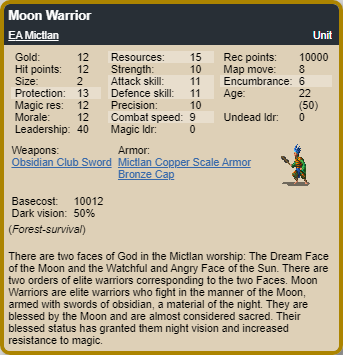 Moon Warrior
EA Mictlan Unit
Gold: 12 Resources: 15 Rec points: 10000
Hit points: 12 Strength: 10 Map move: 8
Size: 2 Attack skill: 11 Encumbrance: 6
Protection: 13 Defence skill: 11 Age: 22
Magic res: 12 Precision: 10 (50)
Morale: 12 Combat speed: 9 Undead ldr: 0
Leadership: 40 Magic ldr: 0
Weapons: Armor:
Obsidian Club Sword Mictlan Copper Scale Armor
Bronze Cap
Basecost: 10012
Dark vision: 50%
(Forest-survival)
There are two faces of God in the Mictlan worship: The Dream Face
of the Moon and the Watchful and Angry Face of the Sun. There are
two orders of elite warriors corresponding to the two Faces. Moon
Warriors are elite warriors who fight in the manner of the Moon,
armed with swords of obsidian, a material of the night. They are
blessed by the Moon and are almost considered sacred. Their
blessed status has granted them night vision and increased
resistance to magic.